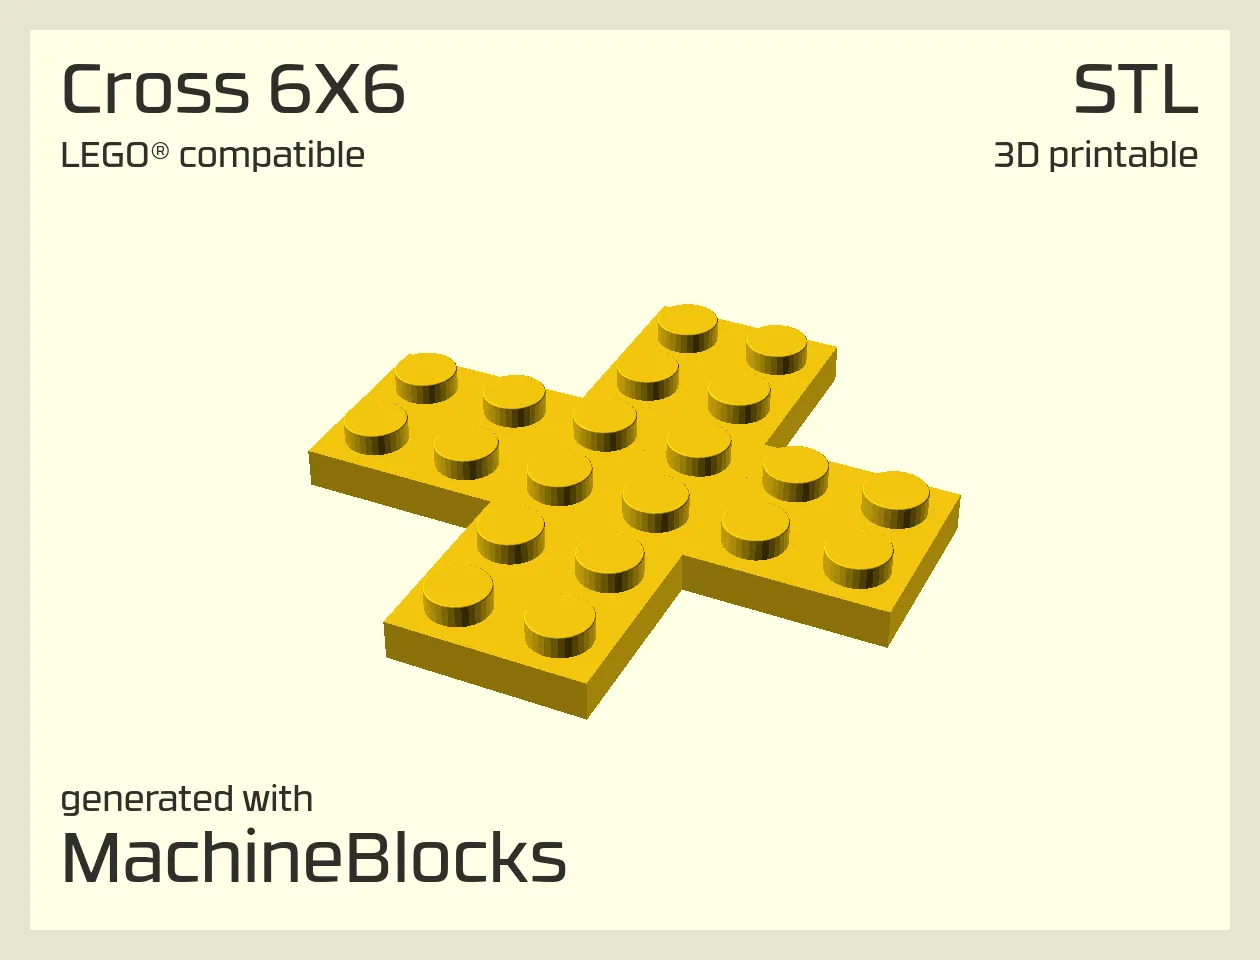 Cross 6X6
LEGO® compatible
STL
3D printable
generated with
MachineBlocks